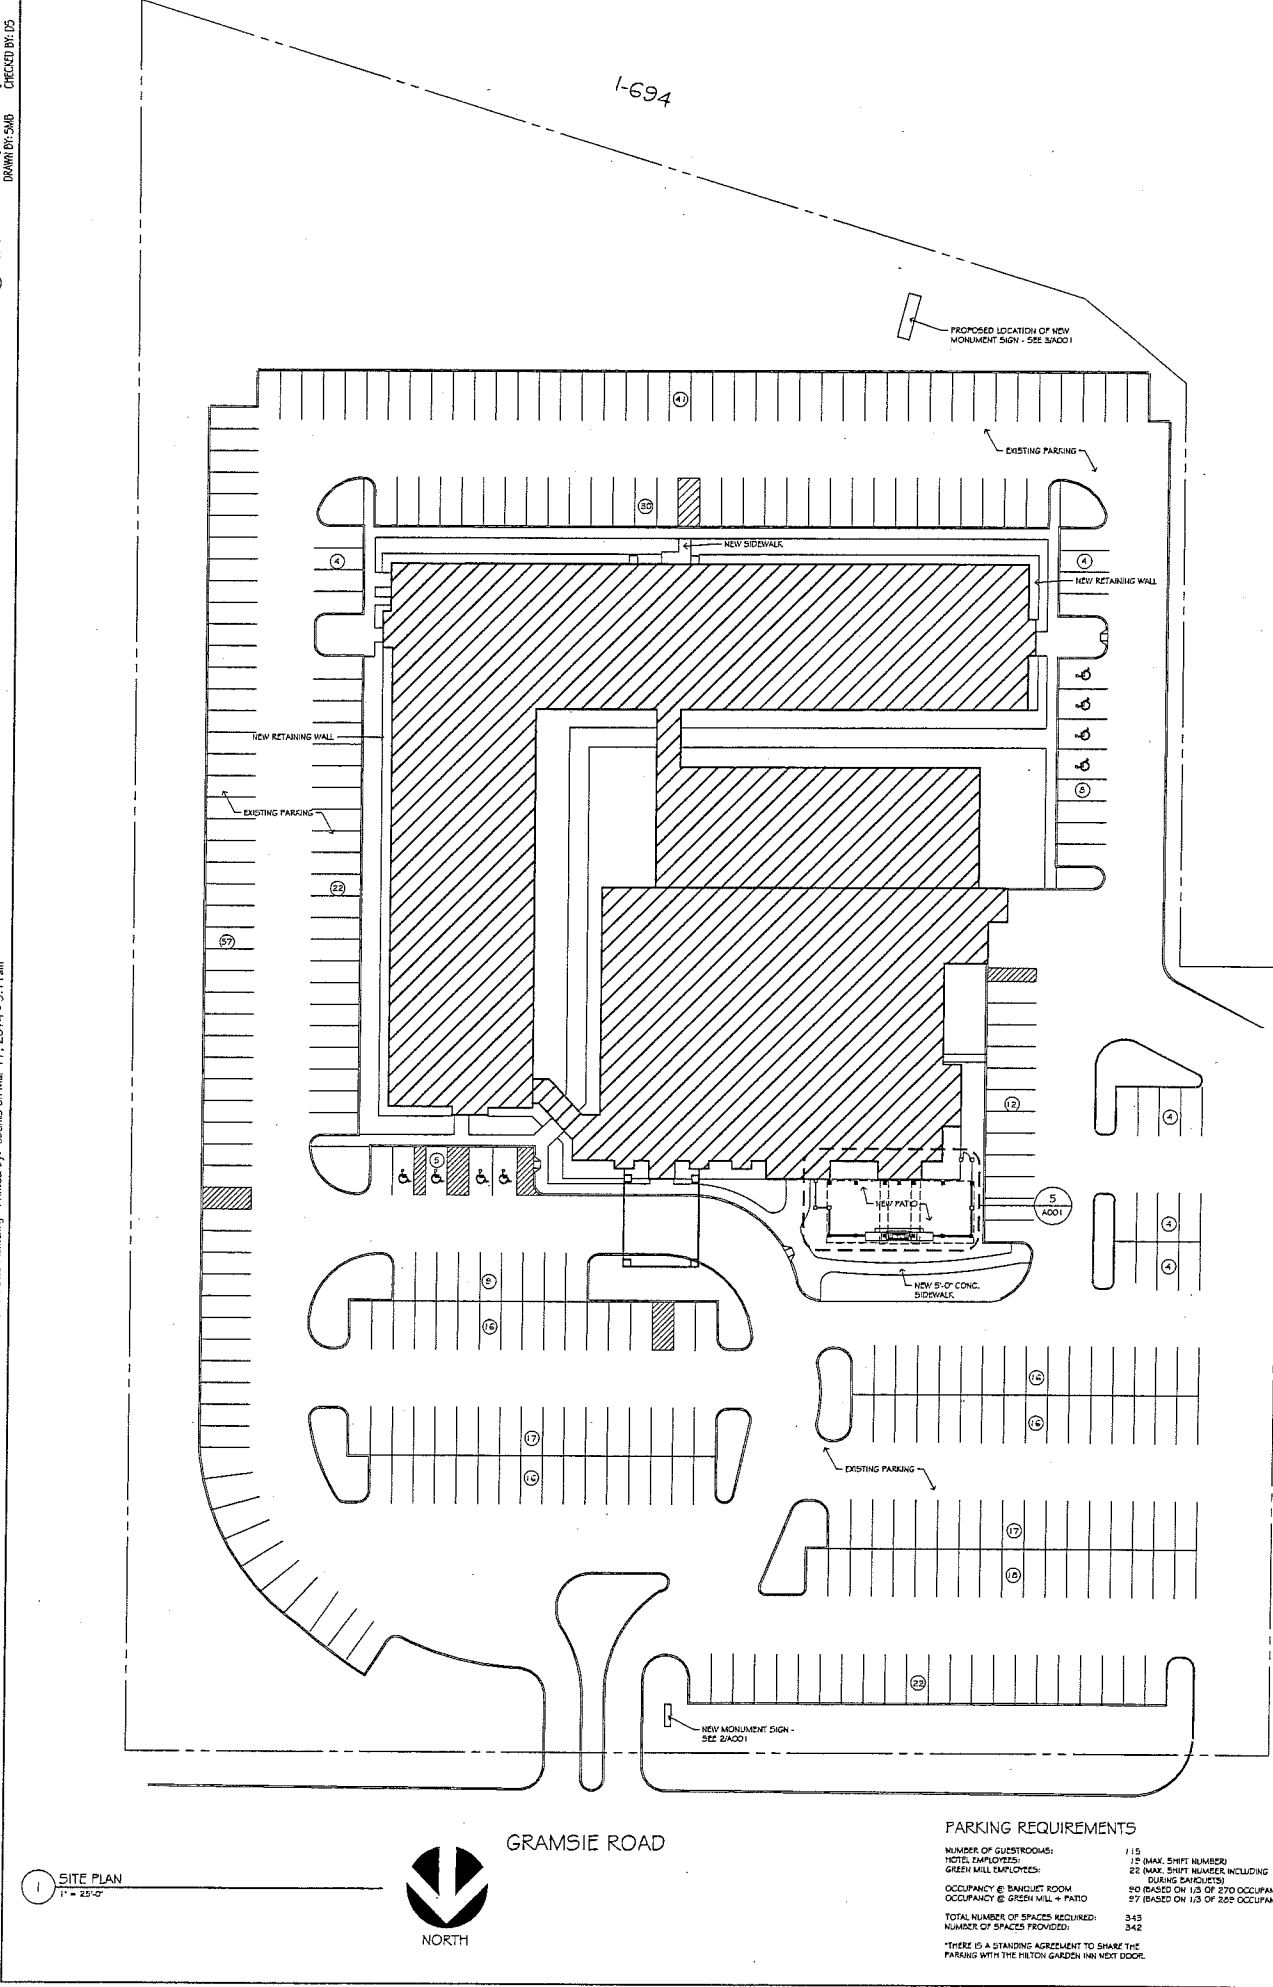 DRAWN BY: SMB CHECKED BY: DS
I-694
PROPOSED LOCATION OF NEW
MONUMENT SIGN - SEE 3/A001
41
EXISTING PARKING
30
NEW SIDEWALK
4
4
NEW RETAINING WALL
NEW RETAINING WALL
8
EXISTING PARKING
22
57
12
4
5
5
A001
NEW PATIO
4
4
NEW 5'-0" CONC.
SIDEWALK
9
16
16
16
17
16
EXISTING PARKING
17
18
22
NEW MONUMENT SIGN -
SEE 2/A001
GRAMSIE ROAD
1
SITE PLAN
1" = 25'-0"
NORTH
PARKING REQUIREMENTS
NUMBER OF GUESTROOMS: 115
HOTEL EMPLOYEES: 19 (MAX. SHIFT NUMBER)
GREEN MILL EMPLOYEES: 22 (MAX. SHIFT NUMBER INCLUDING
DURING BANQUETS)
OCCUPANCY @ BANQUET ROOM 90 (BASED ON 1/3 OF 270 OCCUPAN
OCCUPANCY @ GREEN MILL + PATIO 97 (BASED ON 1/3 OF 289 OCCUPAN
TOTAL NUMBER OF SPACES REQUIRED: 343
NUMBER OF SPACES PROVIDED: 342
*THERE IS A STANDING AGREEMENT TO SHARE THE
PARKING WITH THE HILTON GARDEN INN NEXT DOOR.